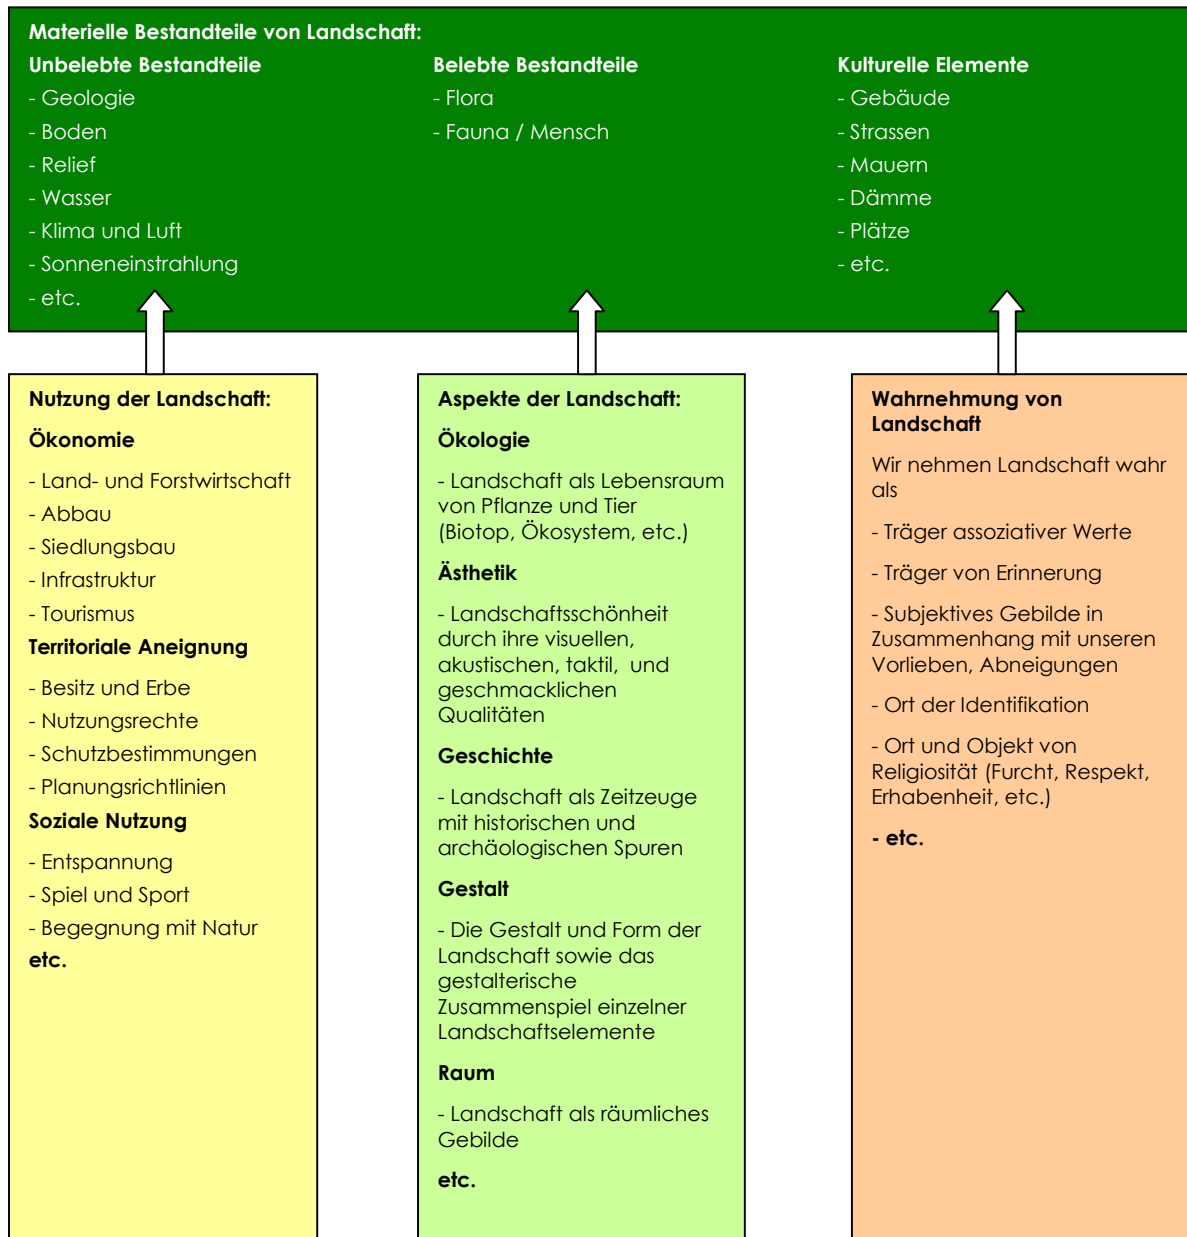 Materielle Bestandteile von Landschaft:
Unbelebte Bestandteile
- Geologie
- Boden
- Relief
- Wasser
- Klima und Luft
- Sonneneinstrahlung
- etc.
Belebte Bestandteile
- Flora
- Fauna / Mensch
Kulturelle Elemente
- Gebäude
- Strassen
- Mauern
- Dämme
- Plätze
- etc.
Nutzung der Landschaft:
Ökonomie
- Land- und Forstwirtschaft
- Abbau
- Siedlungsbau
- Infrastruktur
- Tourismus
Territoriale Aneignung
- Besitz und Erbe
- Nutzungsrechte
- Schutzbestimmungen
- Planungsrichtlinien
Soziale Nutzung
- Entspannung
- Spiel und Sport
- Begegnung mit Natur
etc.
Aspekte der Landschaft:
Ökologie
- Landschaft als Lebensraum
von Pflanze und Tier
(Biotop, Ökosystem, etc.)
Ästhetik
- Landschaftsschönheit
durch ihre visuellen,
akustischen, taktil,  und
geschmacklichen
Qualitäten
Geschichte
- Landschaft als Zeitzeuge
mit historischen und
archäologischen Spuren
Gestalt
- Die Gestalt und Form der
Landschaft sowie das
gestalterische
Zusammenspiel einzelner
Landschaftselemente
Raum
- Landschaft als räumliches
Gebilde
etc.
Wahrnehmung von
Landschaft
Wir nehmen Landschaft wahr
als
- Träger assoziativer Werte
- Träger von Erinnerung
- Subjektives Gebilde in
Zusammenhang mit unseren
Vorlieben, Abneigungen
- Ort der Identifikation
- Ort und Objekt von
Religiosität (Furcht, Respekt,
Erhabenheit, etc.)
- etc.